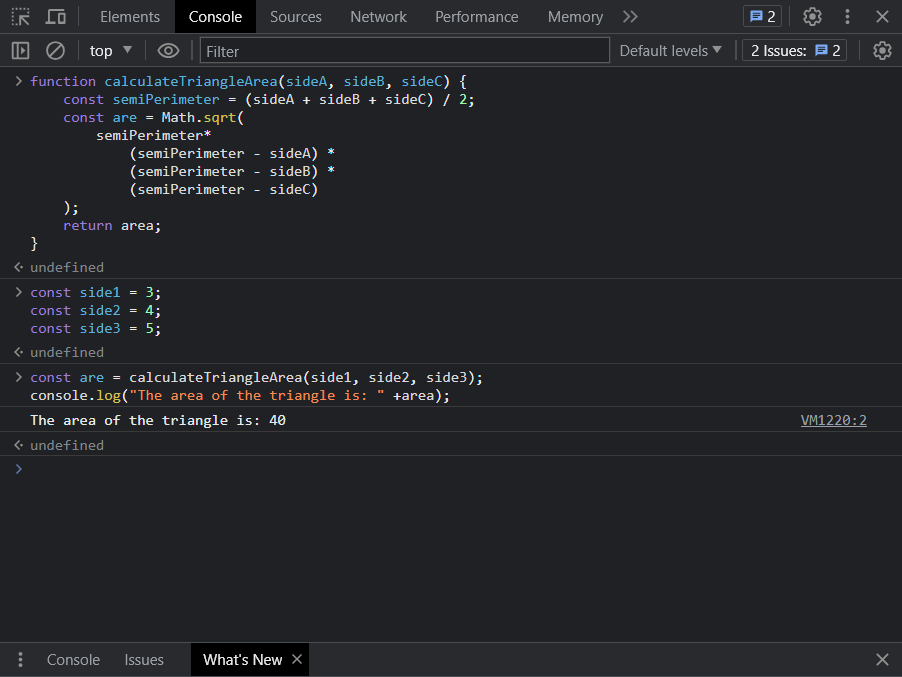 Elements Console Sources Network Performance Memory 2
top Filter Default levels 2 Issues: 2
function calculateTriangleArea(sideA, sideB, sideC) {
const semiPerimeter = (sideA + sideB + sideC) / 2;
const are = Math.sqrt(
semiPerimeter*
(semiPerimeter - sideA) *
(semiPerimeter - sideB) *
(semiPerimeter - sideC)
);
return area;
}
undefined
const side1 = 3;
const side2 = 4;
const side3 = 5;
undefined
const are = calculateTriangleArea(side1, side2, side3);
console.log("The area of the triangle is: " +area);
The area of the triangle is: 40 VM1220:2
undefined
Console Issues What's New